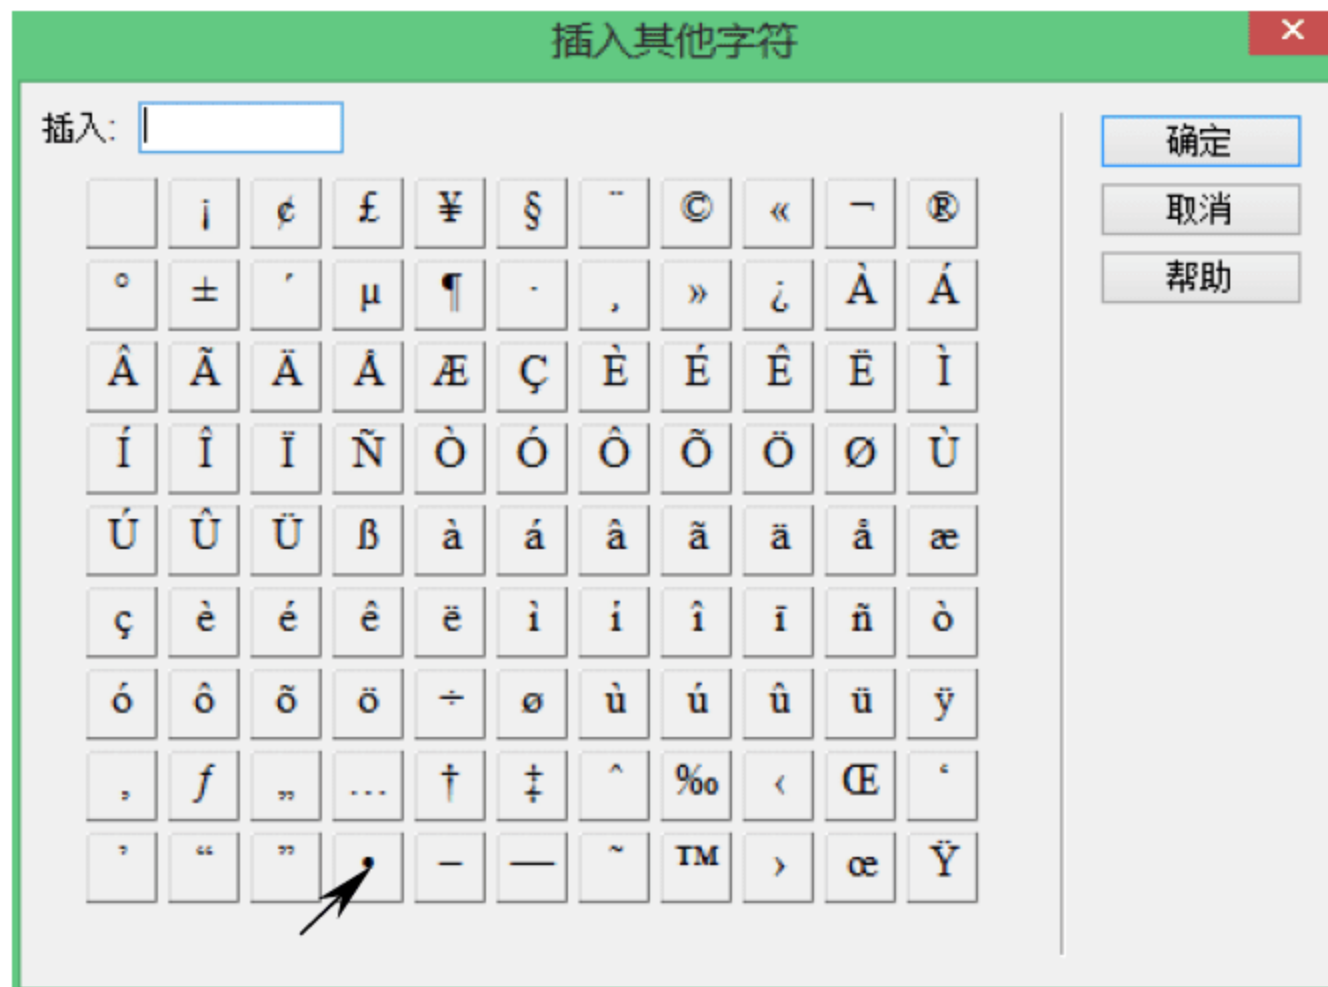 插入其他字符
插入:
确定
取消
帮助
¡ ¢ £ ¥ § ¨ © « ¬ ®
° ± ´ µ ¶ · ¸ » ¿ À Á
Â Ã Ä Å Æ Ç È É Ê Ë Ì
Í Î Ï Ñ Ò Ó Ô Õ Ö Ø Ù
Ú Û Ü ß à á â ã ä å æ
ç è é ê ë ì í î ī ñ ò
ó ô õ ö ÷ ø ù ú û ü ÿ
‚ ƒ „ … † ‡ ˆ ‰ ‹ Œ ‘
’ “ ” • – — ˜ ™ › œ Ÿ